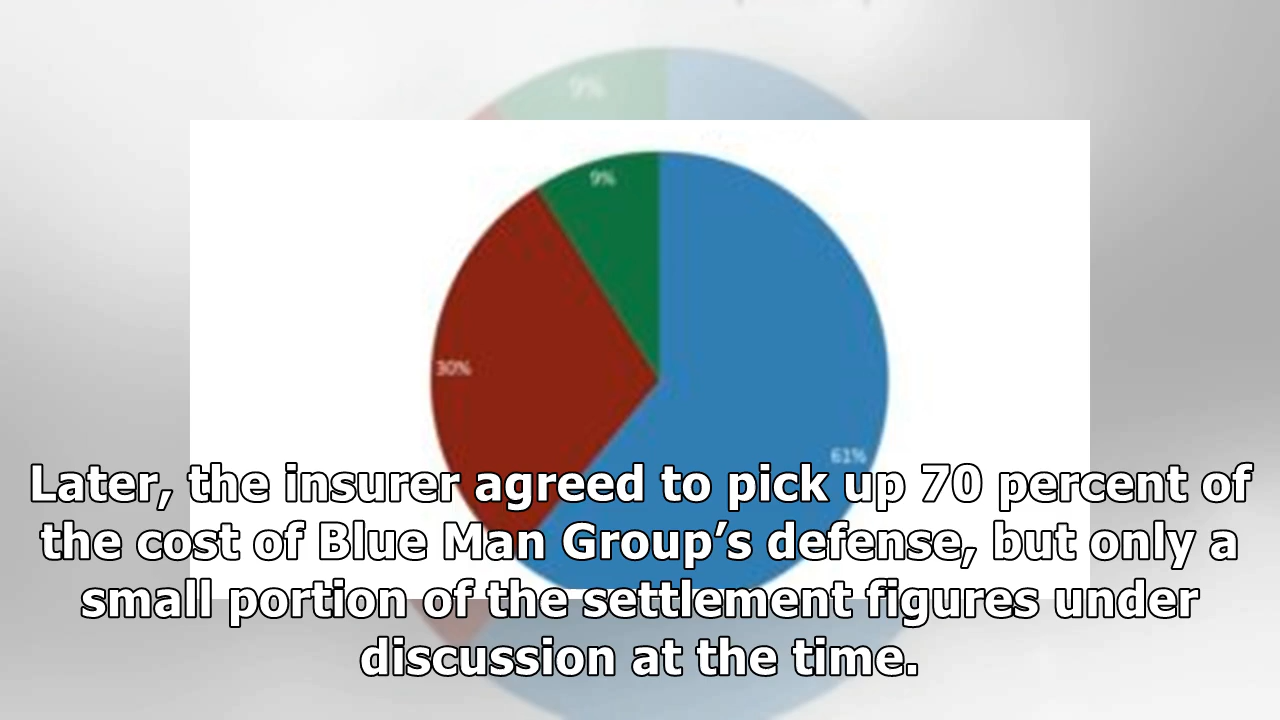 9%
9%
30%
61%
Later, the insurer agreed to pick up 70 percent of
the cost of Blue Man Group’s defense, but only a
small portion of the settlement figures under
discussion at the time.